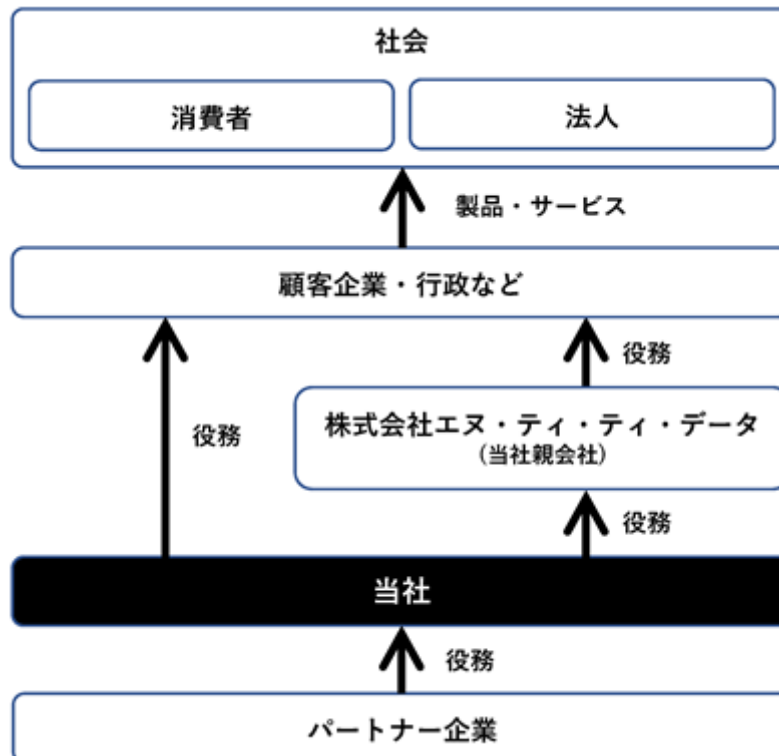 社会
消費者
法人
製品・サービス
顧客企業・行政など
役務
役務
株式会社エヌ・ティ・ティ・データ
(当社親会社)
役務
当社
役務
パートナー企業